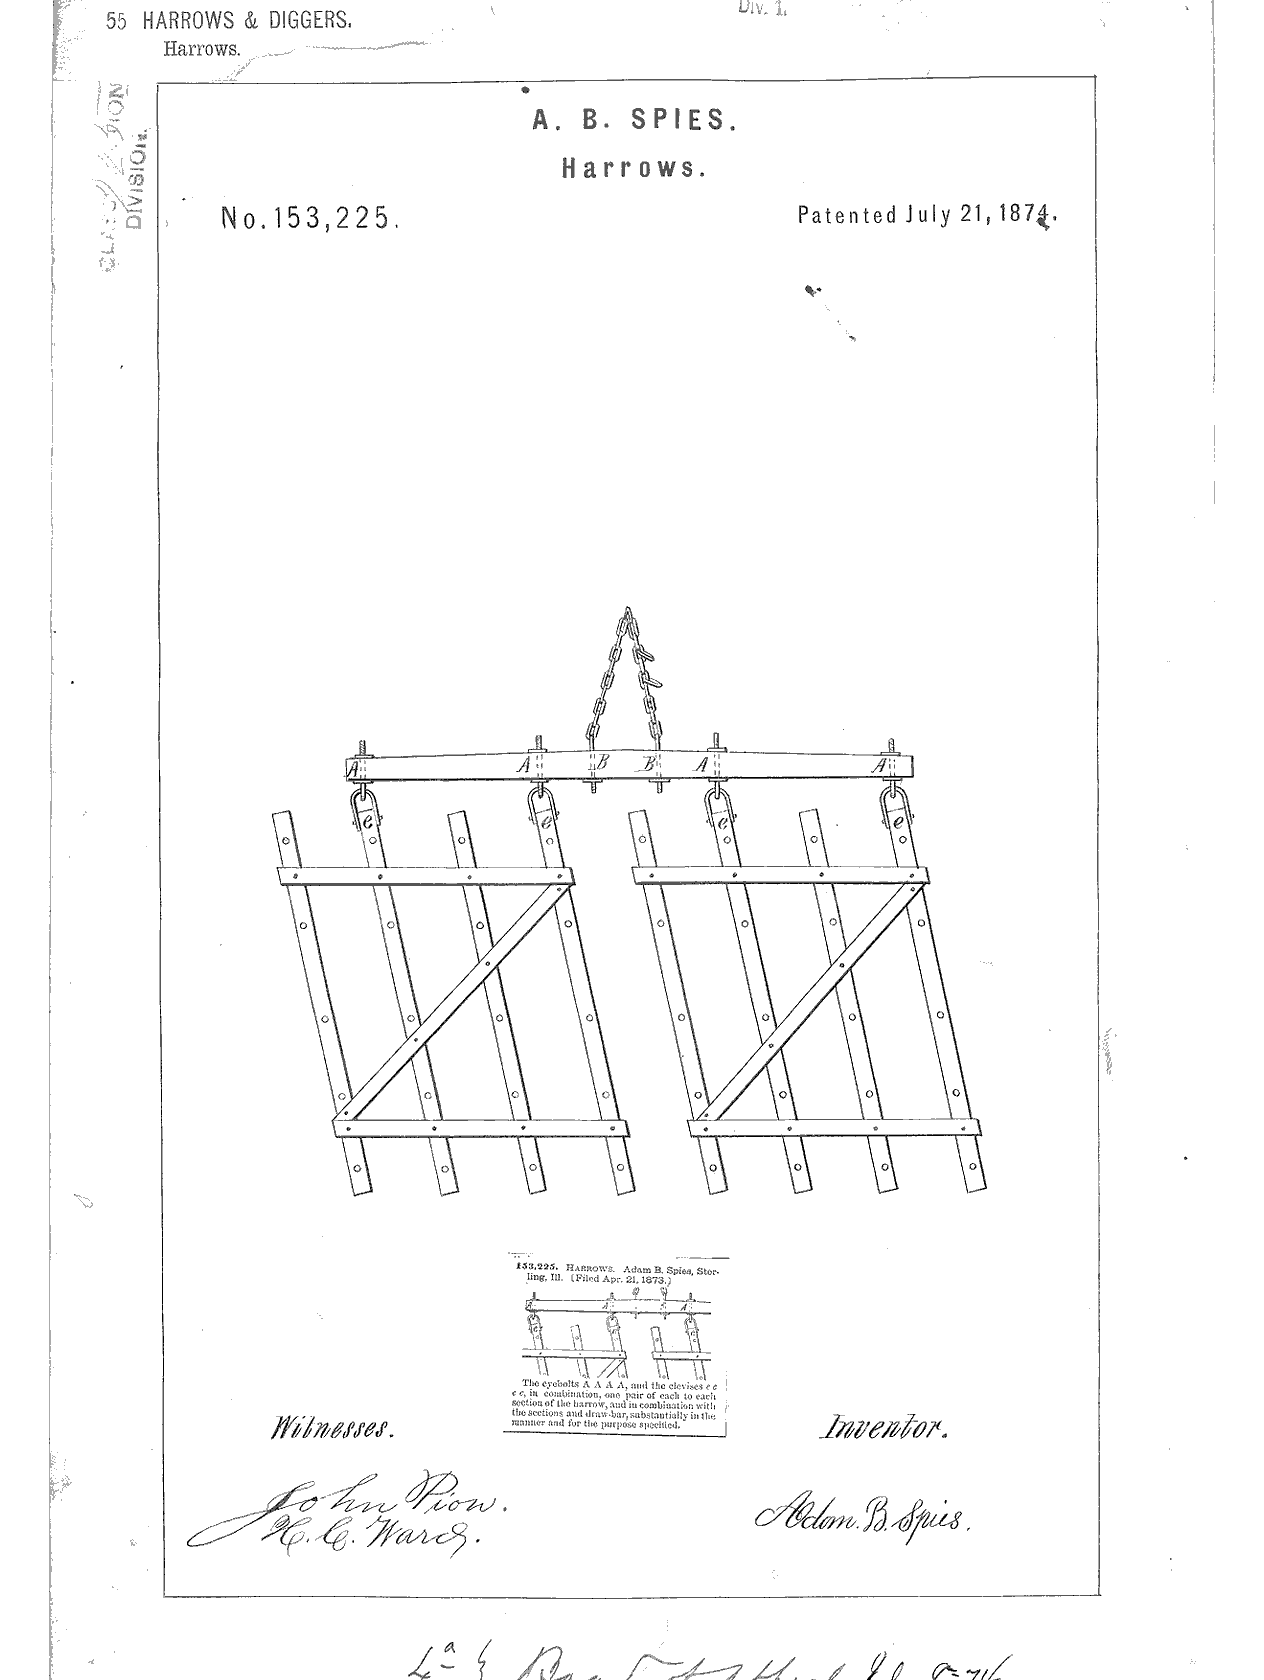 Div. 1.
55 HARROWS & DIGGERS.
Harrows.
DIVISION.
A. B. SPIES.
Harrows.
No. 153,225.
Patented July 21, 1874.
A A B B A A
e e e e
153,225. HARROWS. Adam B. Spies, Ster-
ling, Ill. [Filed Apr. 21, 1873.]
A A A
The eyebolts A A A A, and the clevises e e
e e, in combination, one pair of each to each
section of the harrow, and in combination with
the sections and draw-bar, substantially in the
manner and for the purpose specified.
Witnesses.
Inventor.
John Pion.
H. C. Ward.
Adam. B. Spies.